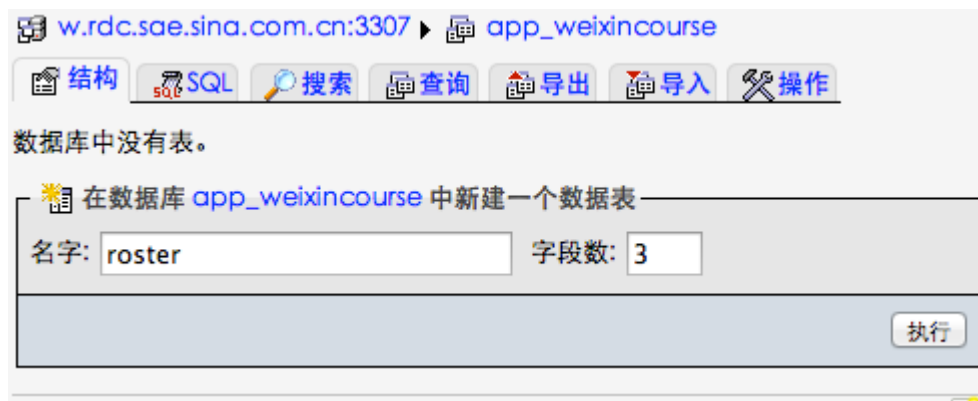 w.rdc.sae.sina.com.cn:3307 ▸ app_weixincourse
结构 SQL 搜索 查询 导出 导入 操作
数据库中没有表。
在数据库 app_weixincourse 中新建一个数据表
名字: roster 字段数: 3
执行